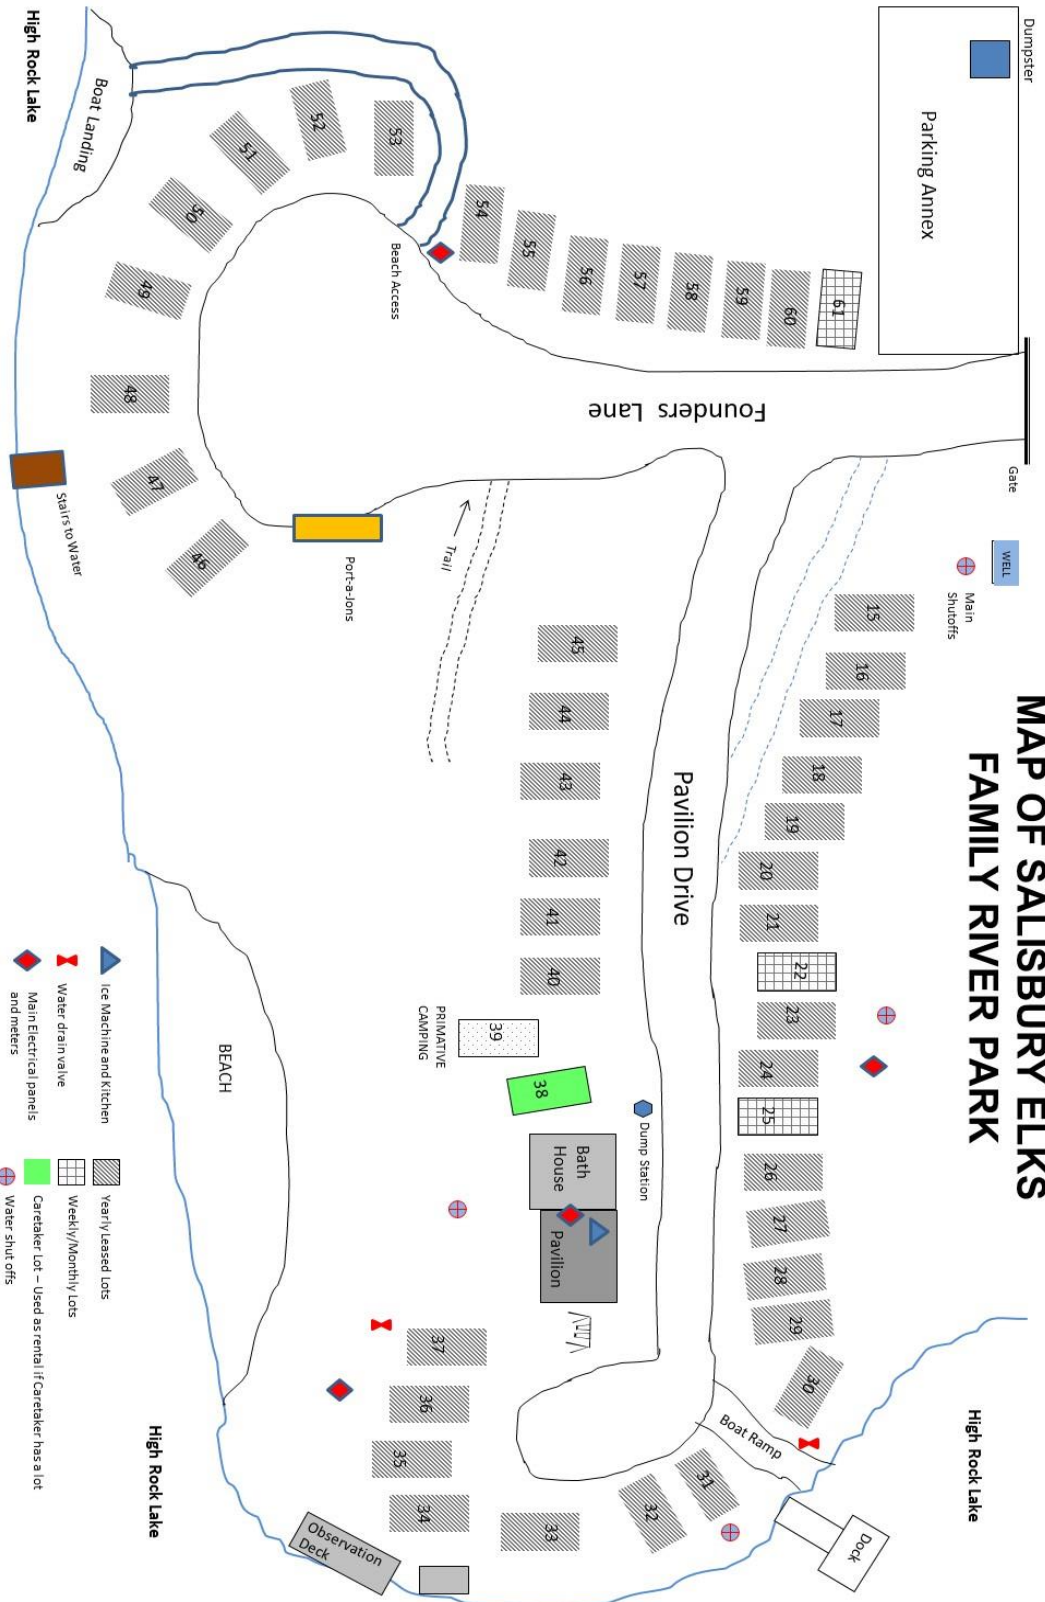 MAP OF SALISBURY ELKS
FAMILY RIVER PARK
Dumpster
Parking Annex
Gate
WELL
Main
Shutoffs
Founders Lane
Pavilion Drive
High Rock Lake
Boat Landing
Beach Access
Port-a-Jons
Stairs to Water
Trail
15
16
17
18
19
20
21
22
23
24
25
26
27
28
29
30
31
32
33
34
35
36
37
38
39
40
41
42
43
44
45
46
47
48
49
50
51
52
53
54
55
56
57
58
59
60
61
PRIMATIVE
CAMPING
Dump Station
Bath
House
Pavilion
Boat Ramp
Dock
High Rock Lake
Observation
Deck
High Rock Lake
BEACH
Ice Machine and Kitchen
Water drain valve
Main Electrical panels
and meters
Yearly Leased Lots
Weekly/Monthly Lots
Caretaker Lot – Used as rental if Caretaker has a lot
Water shut offs